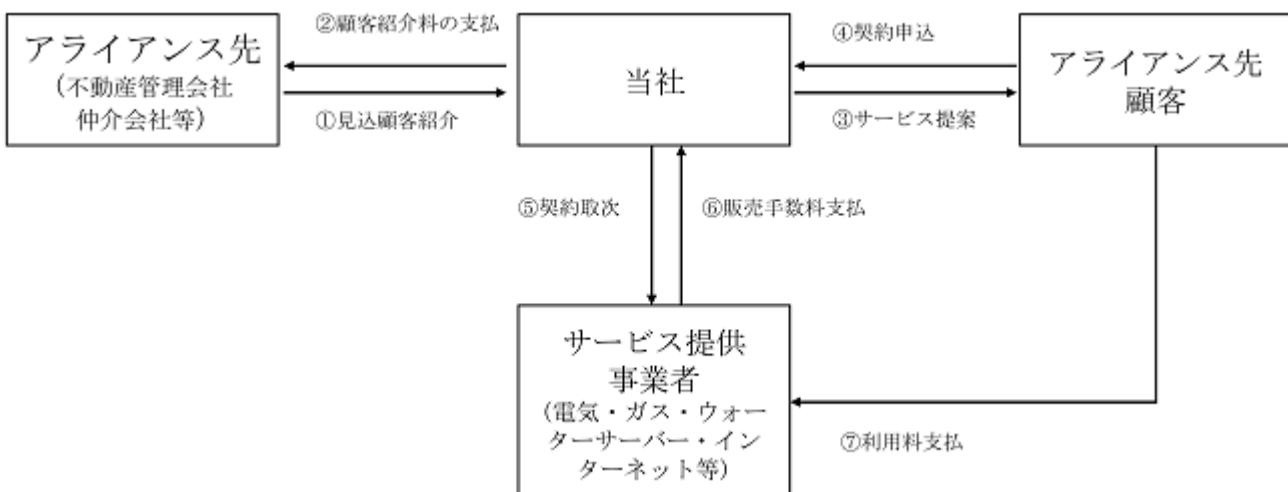 ②顧客紹介料の支払
④契約申込
アライアンス先
(不動産管理会社
仲介会社等)
当社
アライアンス先
顧客
①見込顧客紹介
③サービス提案
⑤契約取次
⑥販売手数料支払
サービス提供
事業者
(電気・ガス・ウォー
ターサーバー・イン
ターネット等)
⑦利用料支払